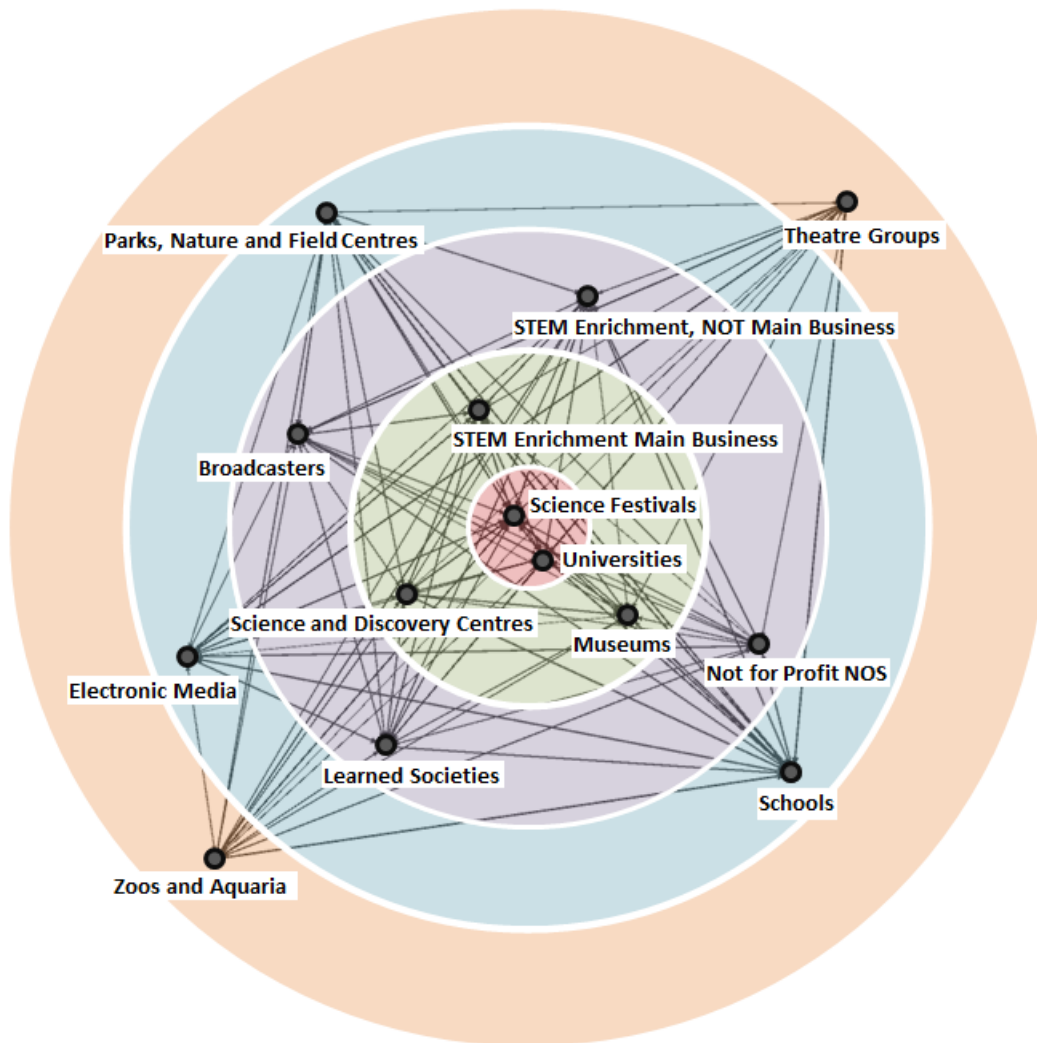 Theatre Groups
Parks, Nature and Field Centres
STEM Enrichment, NOT Main Business
STEM Enrichment Main Business
Broadcasters
Science Festivals
Universities
Science and Discovery Centres
Museums
Not for Profit NOS
Electronic Media
Learned Societies
Schools
Zoos and Aquaria